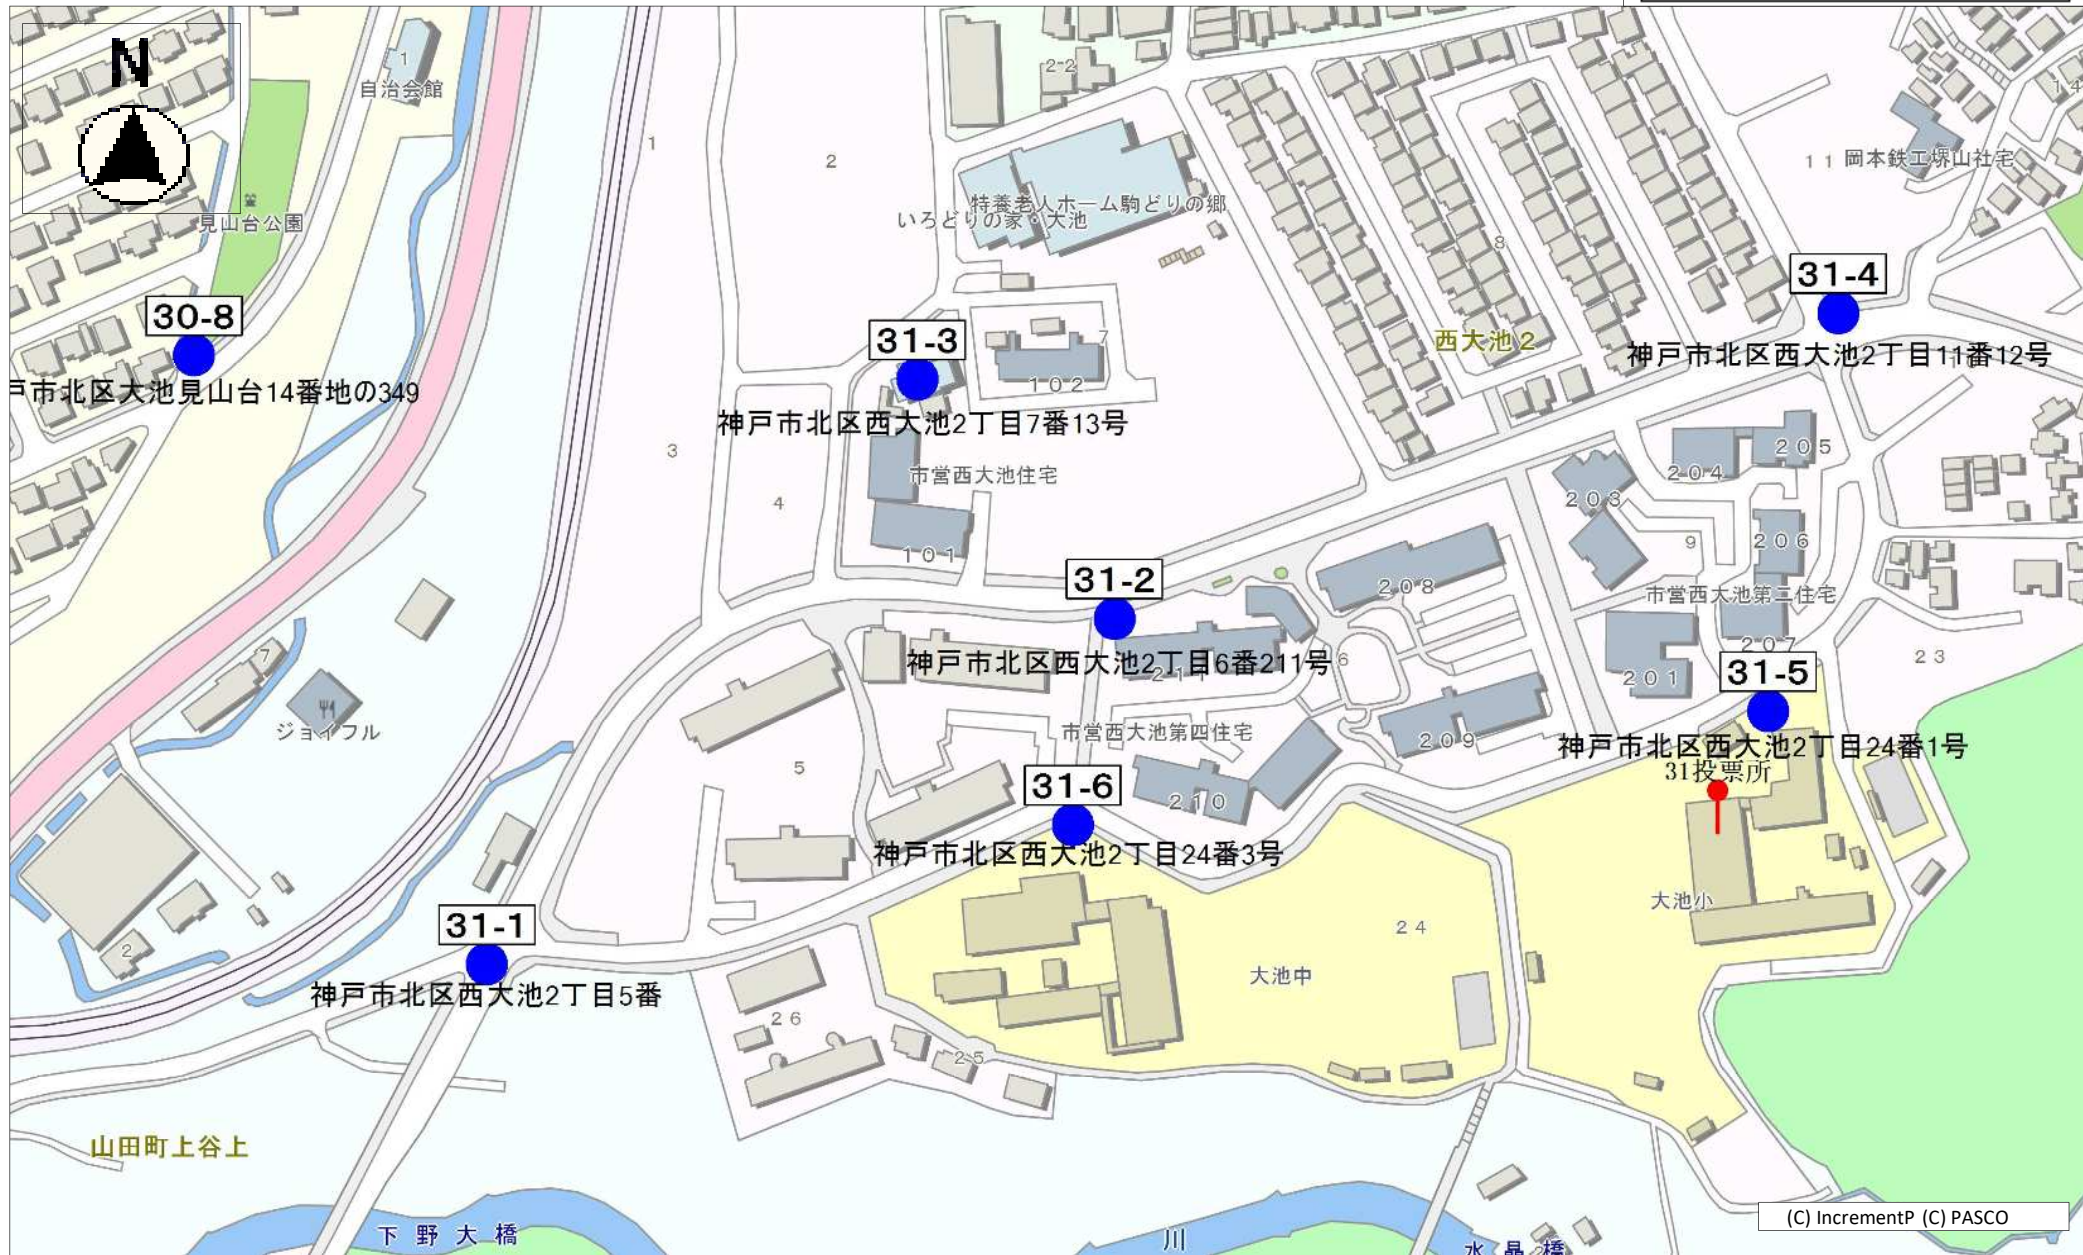 N
1
自治会館
見山台公園
30-8
戸市北区大池見山台14番地の349
1
2
22
特養老人ホーム駒どりの郷
いろどりの家・大池
8
14
11
岡本鉄工堺山社宅
31-4
神戸市北区西大池2丁目11番12号
西大池2
31-3
神戸市北区西大池2丁目7番13号
7
102
3
4
市営西大池住宅
101
205
204
203
206
9
市営西大池第二住宅
207
201
23
31-2
神戸市北区西大池2丁目6番211号
211
6
208
209
市営西大池第四住宅
210
31-5
神戸市北区西大池2丁目24番1号
31投票所
大池小
7
ジョイフル
5
31-6
神戸市北区西大池2丁目24番3号
24
大池中
2
31-1
神戸市北区西大池2丁目5番
26
25
山田町上谷上
下野大橋
川
水晶橋
(C) IncrementP (C) PASCO